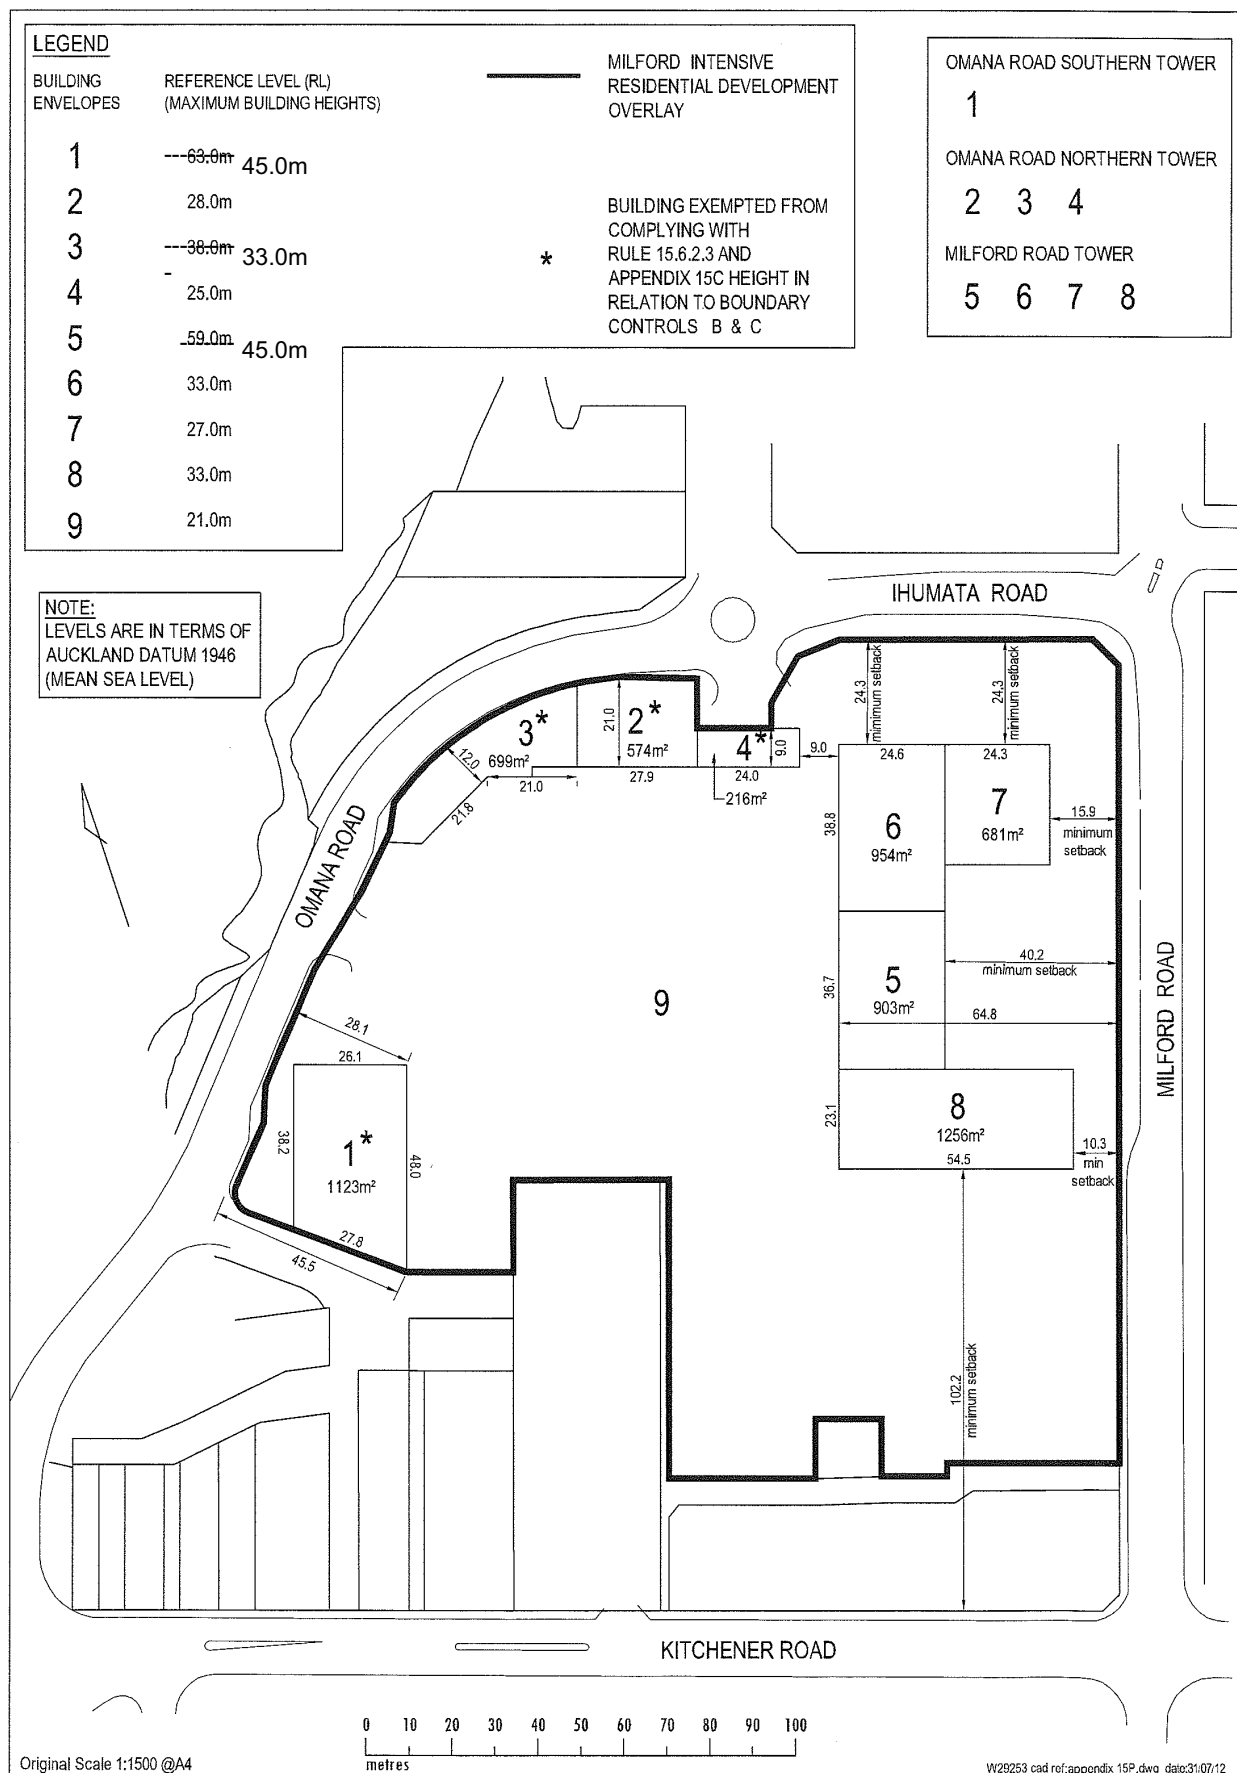 LEGEND
BUILDING ENVELOPES
REFERENCE LEVEL (RL)
(MAXIMUM BUILDING HEIGHTS)
1 63.0m 45.0m
2 28.0m
3 38.0m 33.0m
4 25.0m
5 59.0m 45.0m
6 33.0m
7 27.0m
8 33.0m
9 21.0m
MILFORD INTENSIVE
RESIDENTIAL DEVELOPMENT
OVERLAY
* BUILDING EXEMPTED FROM
COMPLYING WITH
RULE 15.6.2.3 AND
APPENDIX 15C HEIGHT IN
RELATION TO BOUNDARY
CONTROLS B & C
OMANA ROAD SOUTHERN TOWER
1
OMANA ROAD NORTHERN TOWER
2 3 4
MILFORD ROAD TOWER
5 6 7 8
NOTE:
LEVELS ARE IN TERMS OF
AUCKLAND DATUM 1946
(MEAN SEA LEVEL)
IHUMATA ROAD
24.3
minimum setback
24.3
minimum setback
3*
699m²
12.0
21.0
21.8
2*
21.0
574m²
27.9
4*
9.0
24.0
216m²
9.0
24.6
24.3
38.8
6
954m²
7
681m²
15.9
minimum
setback
OMANA ROAD
40.2
minimum setback
36.7
5
903m²
64.8
9
MILFORD ROAD
28.1
26.1
38.2
1*
1123m²
48.0
27.8
45.5
23.1
8
1256m²
54.5
10.3
min
setback
102.2
minimum setback
KITCHENER ROAD
0 10 20 30 40 50 60 70 80 90 100
metres
Original Scale 1:1500 @A4
W29253 cad ref:appendix 15P.dwg date:31/07/12